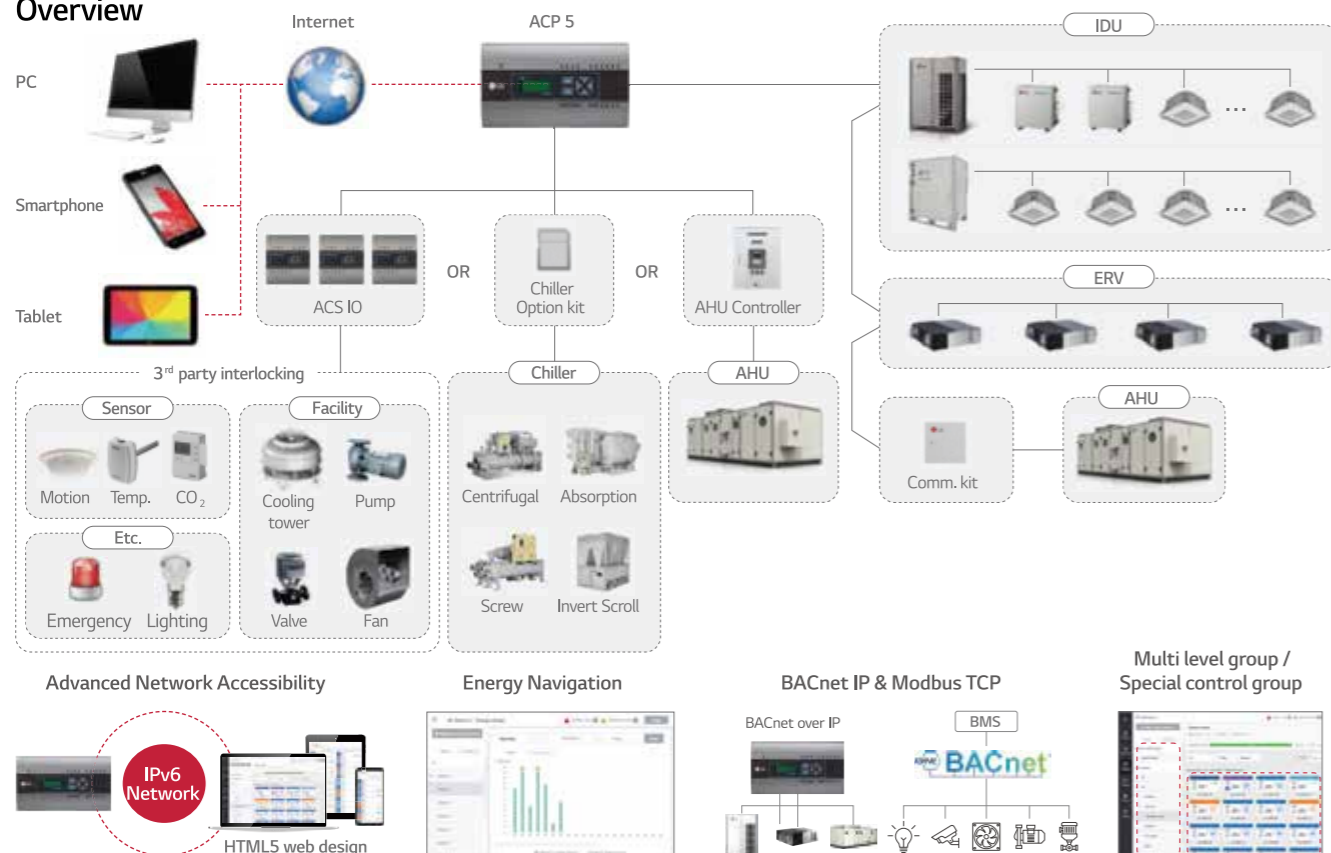 Overview
Internet
ACP 5
IDU
PC
Smartphone
Tablet
ACS IO
OR
Chiller
Option kit
OR
AHU Controller
ERV
3rd party interlocking
Sensor
Motion
Temp.
CO2
Etc.
Emergency
Lighting
Facility
Cooling
tower
Pump
Valve
Fan
Chiller
Centrifugal
Absorption
Screw
Invert Scroll
AHU
Comm. kit
AHU
Advanced Network Accessibility
IPv6
Network
HTML5 web design
Energy Navigation
BACnet IP & Modbus TCP
BACnet over IP
BMS
BACnet
Multi level group /
Special control group